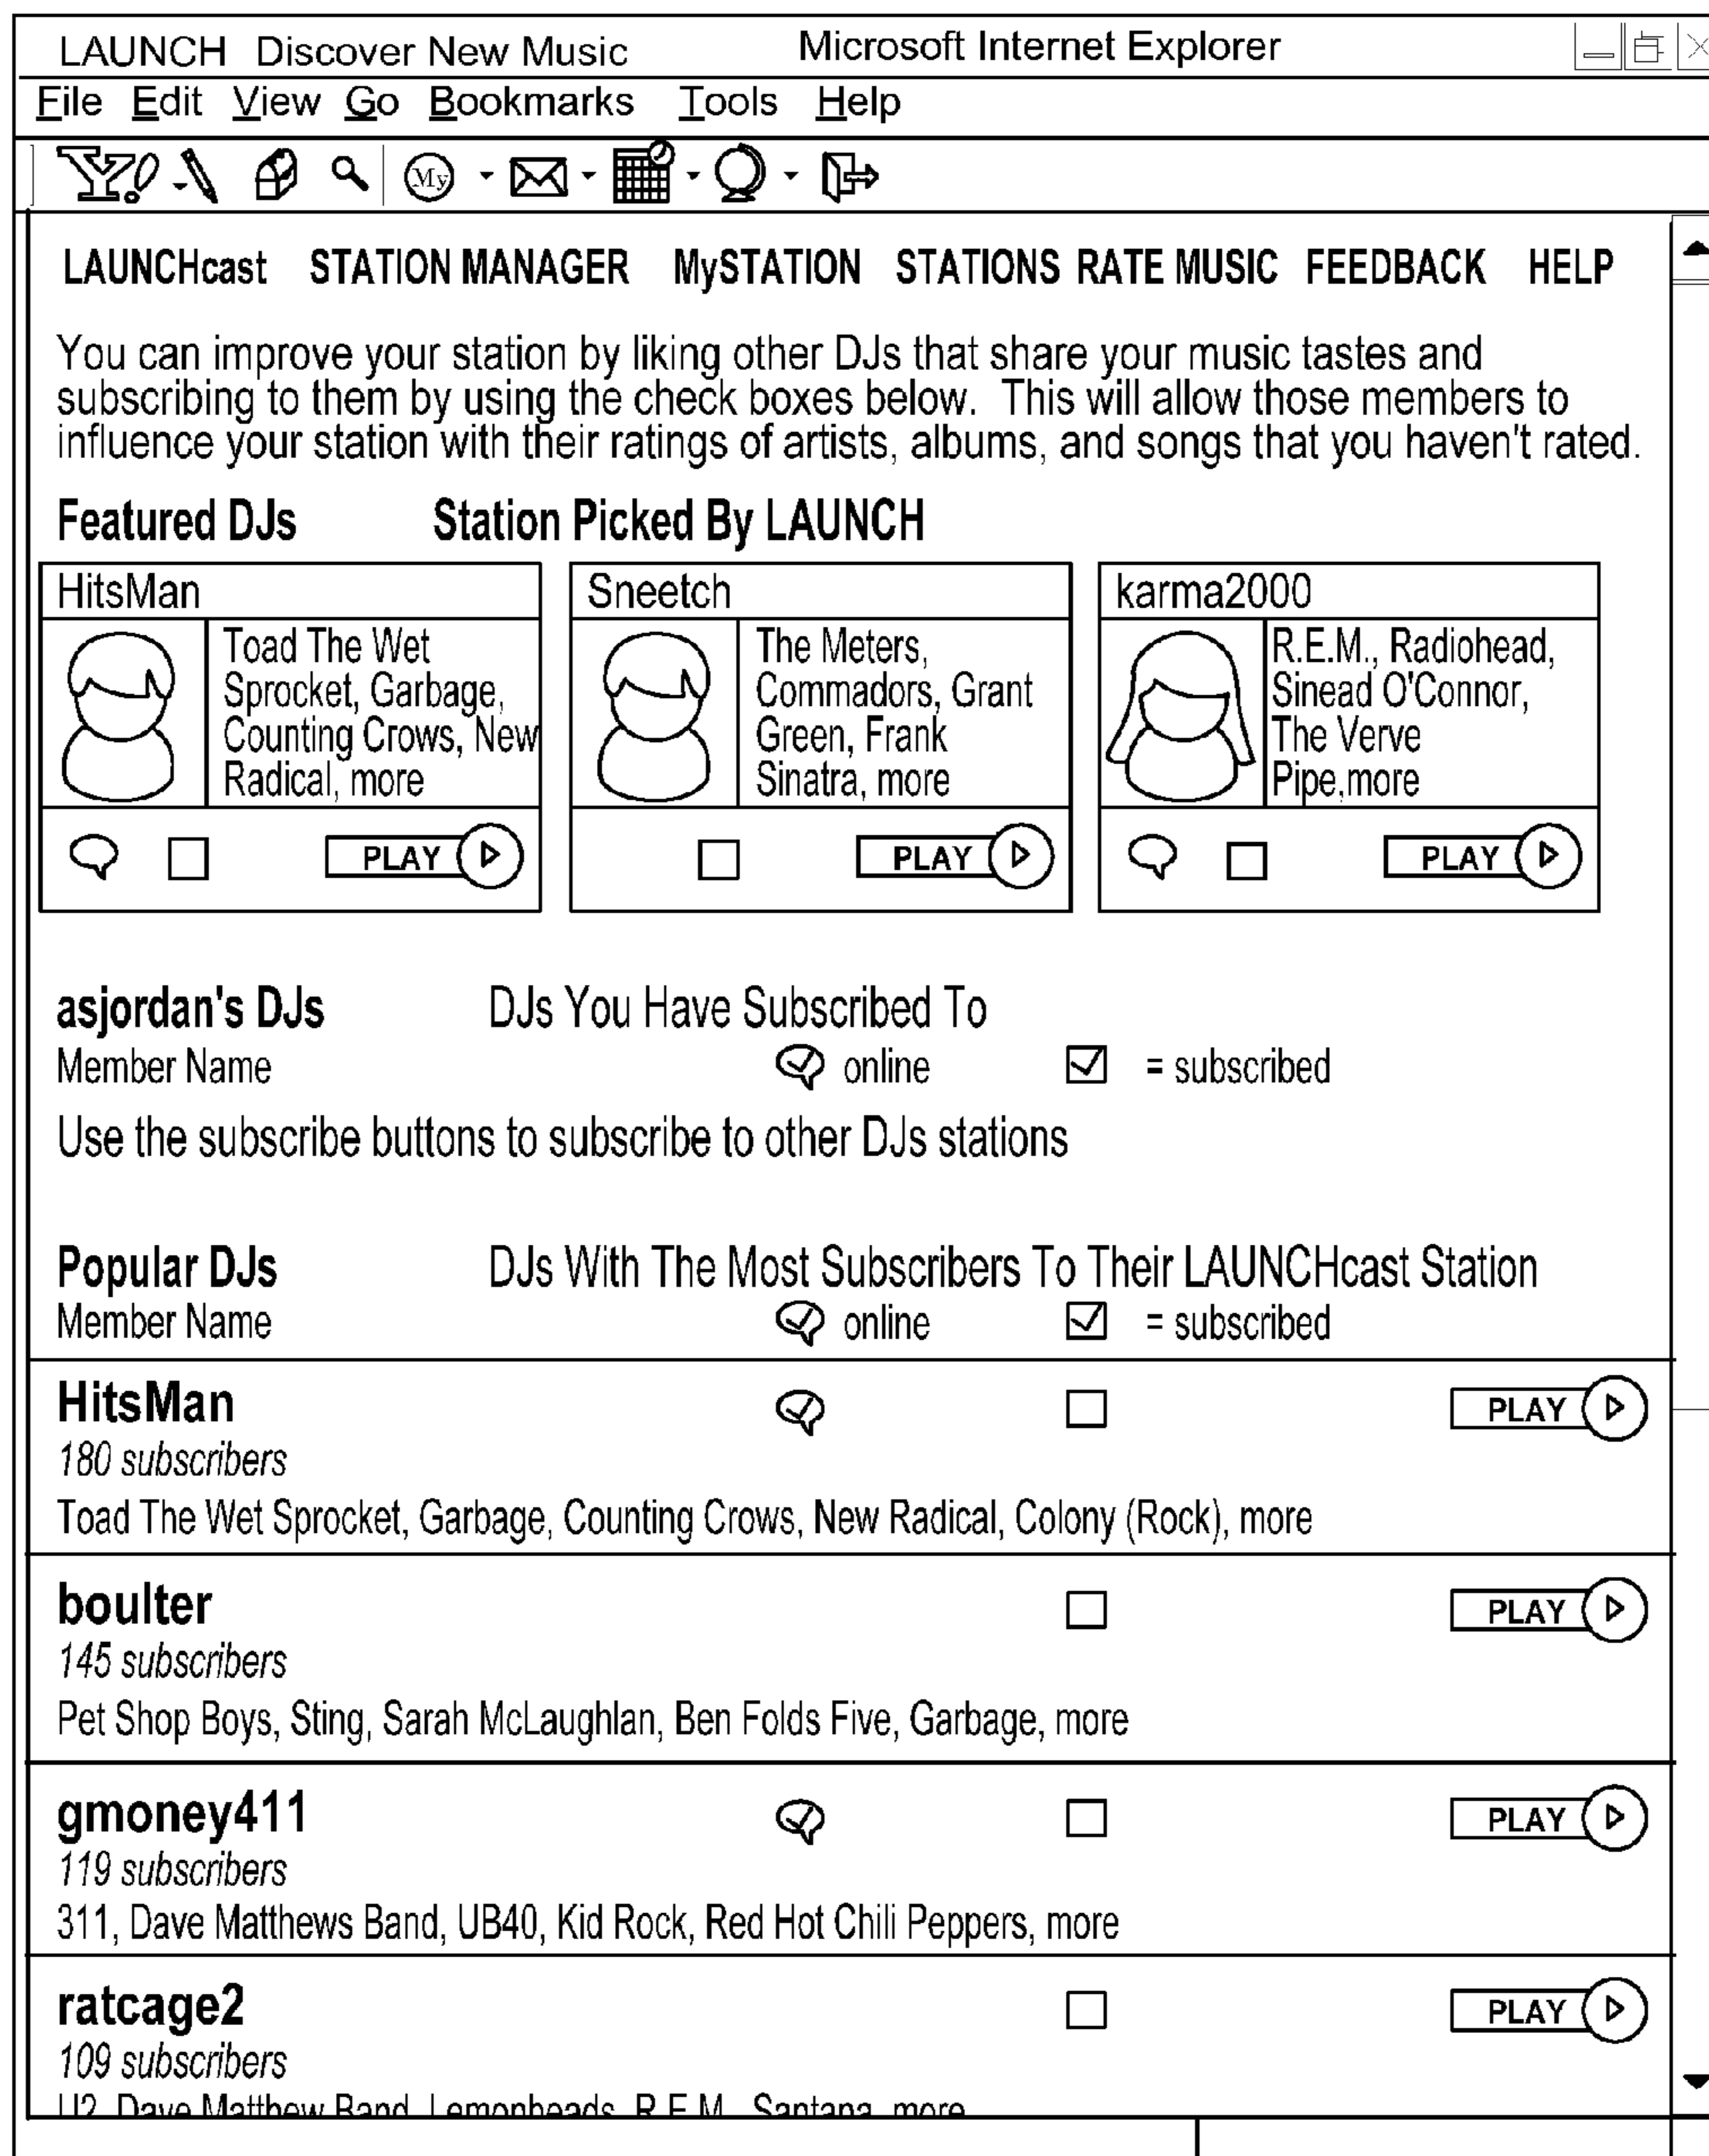 LAUNCH Discover New Music Microsoft Internet Explorer
File Edit View Go Bookmarks Tools Help
Y! My
LAUNCHcast STATION MANAGER MySTATION STATIONS RATE MUSIC FEEDBACK HELP
You can improve your station by liking other DJs that share your music tastes and
subscribing to them by using the check boxes below. This will allow those members to
influence your station with their ratings of artists, albums, and songs that you haven't rated.
Featured DJs Station Picked By LAUNCH
HitsMan
Toad The Wet
Sprocket, Garbage,
Counting Crows, New
Radical, more
PLAY
Sneetch
The Meters,
Commadors, Grant
Green, Frank
Sinatra, more
PLAY
karma2000
R.E.M., Radiohead,
Sinead O'Connor,
The Verve
Pipe,more
PLAY
asjordan's DJs DJs You Have Subscribed To
Member Name online = subscribed
Use the subscribe buttons to subscribe to other DJs stations
Popular DJs DJs With The Most Subscribers To Their LAUNCHcast Station
Member Name online = subscribed
HitsMan PLAY
180 subscribers
Toad The Wet Sprocket, Garbage, Counting Crows, New Radical, Colony (Rock), more
boulter PLAY
145 subscribers
Pet Shop Boys, Sting, Sarah McLaughlan, Ben Folds Five, Garbage, more
gmoney411 PLAY
119 subscribers
311, Dave Matthews Band, UB40, Kid Rock, Red Hot Chili Peppers, more
ratcage2 PLAY
109 subscribers
U2, Dave Matthew Band, Lemonheads, R.E.M., Santana, more